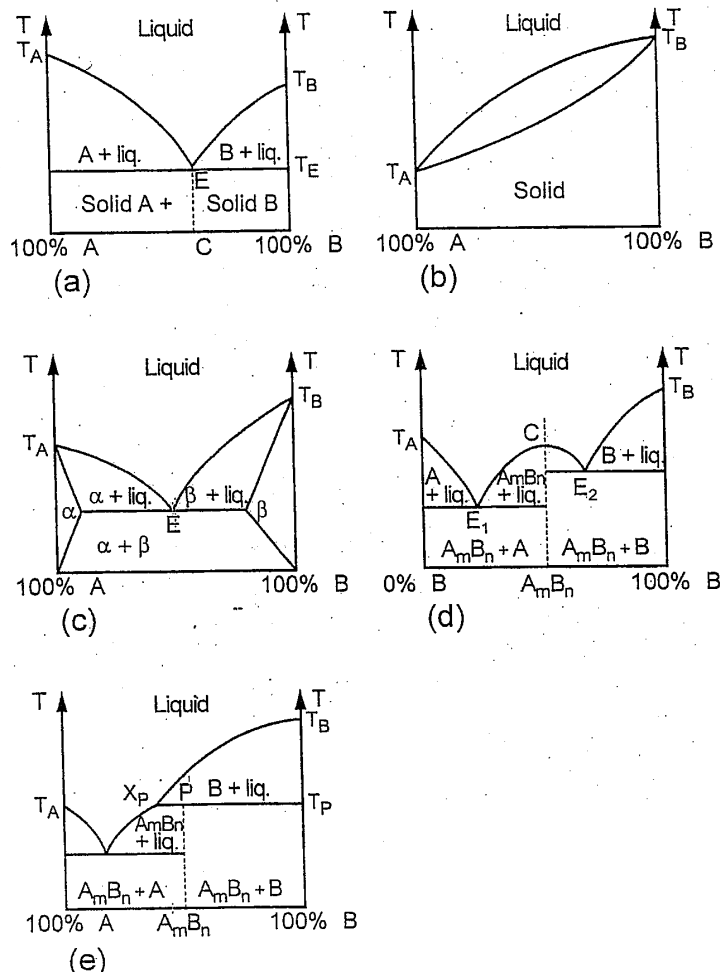 T Liquid T
T_A
T_B
A + liq. B + liq.
T_E
E
Solid A + Solid B
100% A C 100% B
(a)
T Liquid T
T_B
T_A
Solid
100% A 100% B
(b)
T Liquid T
T_B
T_A
α + liq. β + liq.
α E β
α + β
100% A 100% B
(c)
T Liquid T
T_B
T_A C
A + liq. A_mB_n + liq. B + liq.
E_1 E_2
A_mB_n + A A_mB_n + B
0% B A_mB_n 100% B
(d)
T Liquid T
T_B
X_P P B + liq.
T_A T_P
A_mB_n + liq.
A_mB_n + A A_mB_n + B
100% A A_mB_n 100% B
(e)